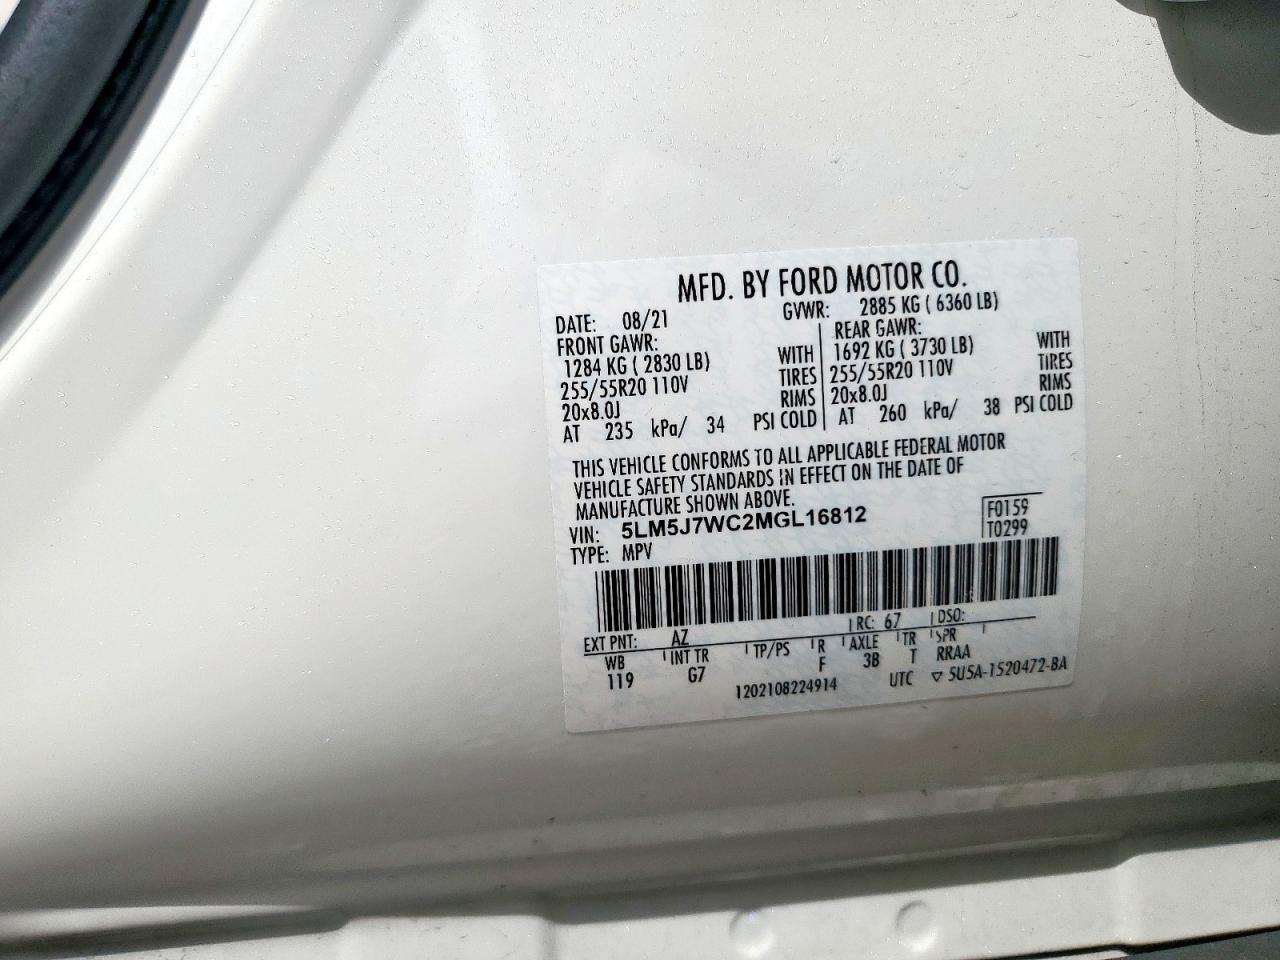 MFD. BY FORD MOTOR CO.
DATE: 08/21 GVWR: 2885 KG ( 6360 LB)
FRONT GAWR: REAR GAWR:
1284 KG ( 2830 LB) WITH 1692 KG ( 3730 LB) WITH
255/55R20 110V TIRES 255/55R20 110V TIRES
20x8.0J RIMS 20x8.0J RIMS
AT 235 kPa/ 34 PSI COLD AT 260 kPa/ 38 PSI COLD
THIS VEHICLE CONFORMS TO ALL APPLICABLE FEDERAL MOTOR
VEHICLE SAFETY STANDARDS IN EFFECT ON THE DATE OF
MANUFACTURE SHOWN ABOVE.
VIN: 5LM5J7WC2MGL16812 F0159
TYPE: MPV T0299
EXT PNT: AZ RC: 67 DSO:
WB INT TR TP/PS R AXLE TR SPR
119 G7 F 3B T RRAA
1202108224914 UTC ▽ 5U5A-1520472-BA